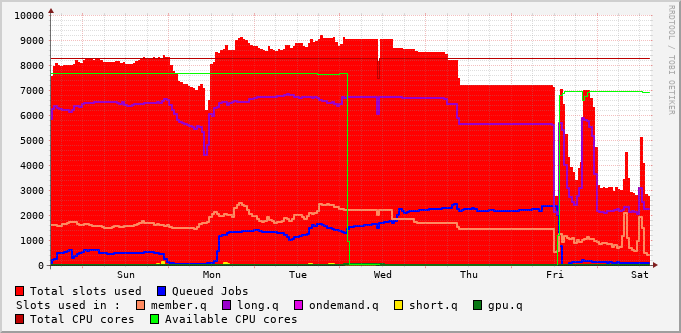 10000
9000
8000
7000
6000
5000
4000
3000
2000
1000
0
Sun Mon Tue Wed Thu Fri Sat
RRDTOOL / TOBI OETIKER
Total slots used Queued Jobs
Slots used in : member.q long.q ondemand.q short.q gpu.q
Total CPU cores Available CPU cores